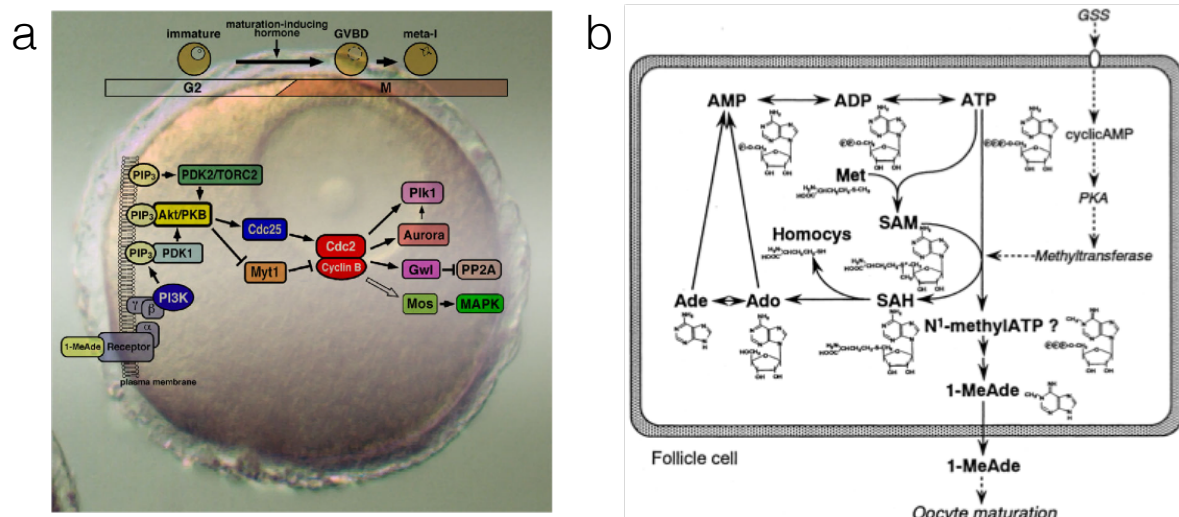 a
maturation-inducing
hormone
immature
GVBD
meta-I
G2
M
PIP3
PDK2/TORC2
PIP3
Akt/PKB
PIP3
PDK1
PI3K
γ
β
α
1-MeAde
Receptor
plasma membrane
Cdc25
Myt1
Cdc2
Cyclin B
Plk1
Aurora
Gwl
PP2A
Mos
MAPK
b
GSS
AMP
ADP
ATP
cyclicAMP
Met
PKA
SAM
Homocys
Methyltransferase
Ade
Ado
SAH
N1-methylATP ?
1-MeAde
Follicle cell
1-MeAde
Oocyte maturation